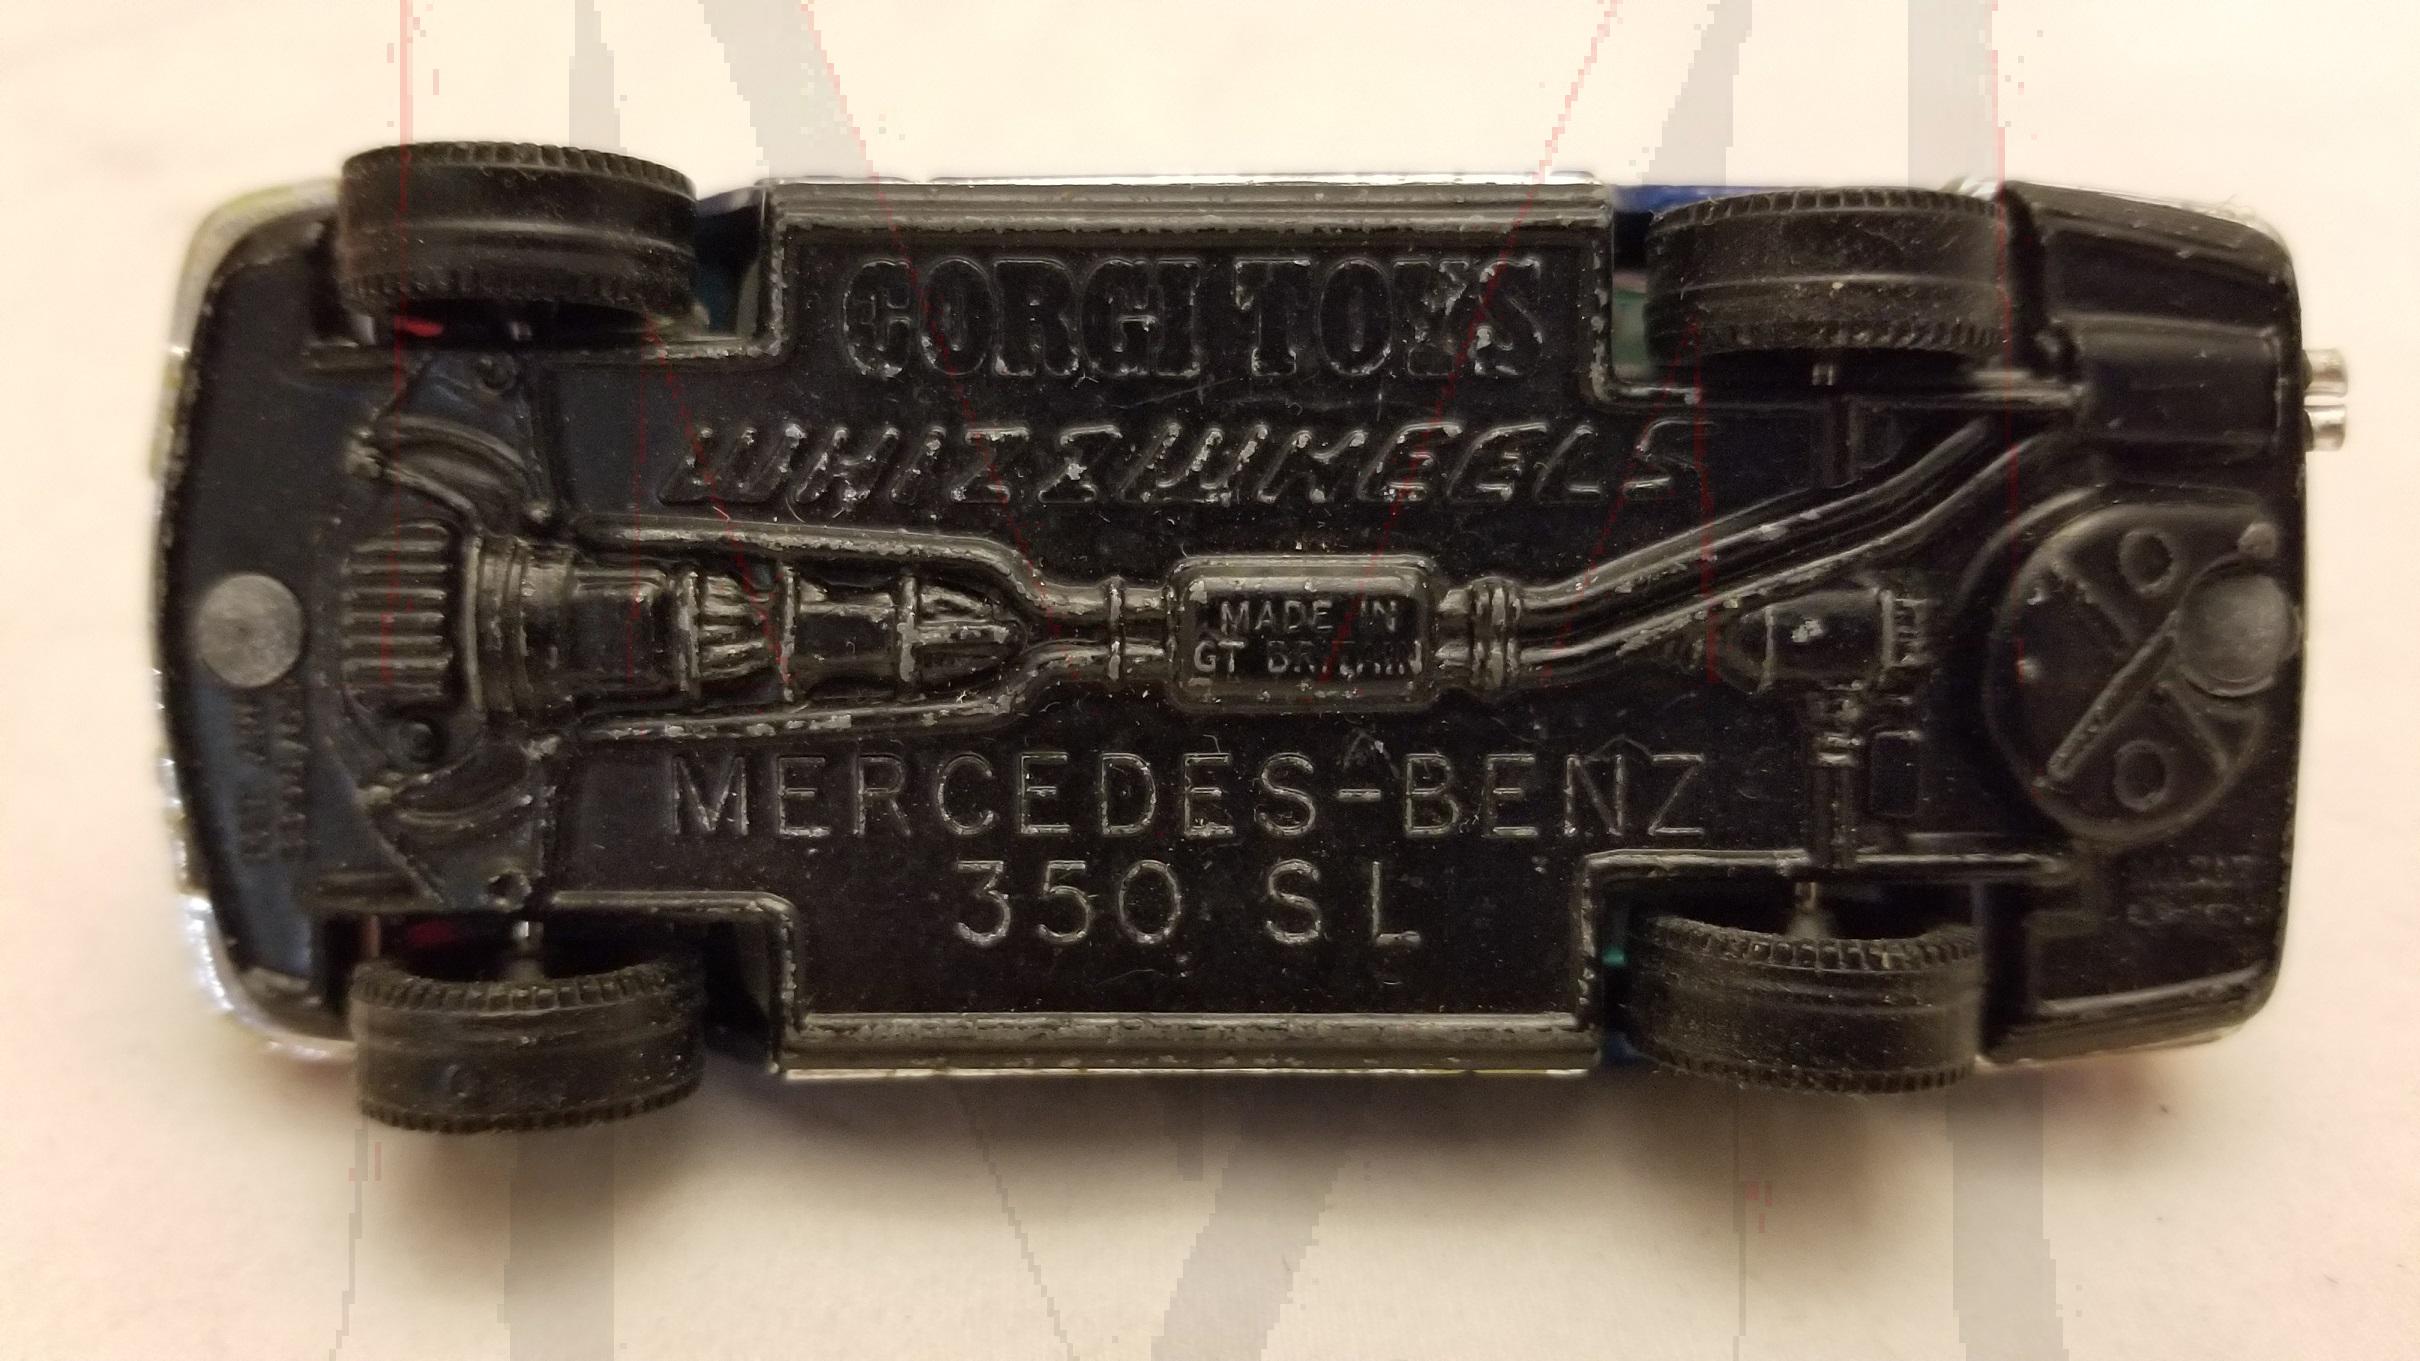 CORGI TOYS
WHIZZWHEELS
MADE IN
GT BRITAIN
MERCEDES-BENZ
350 SL